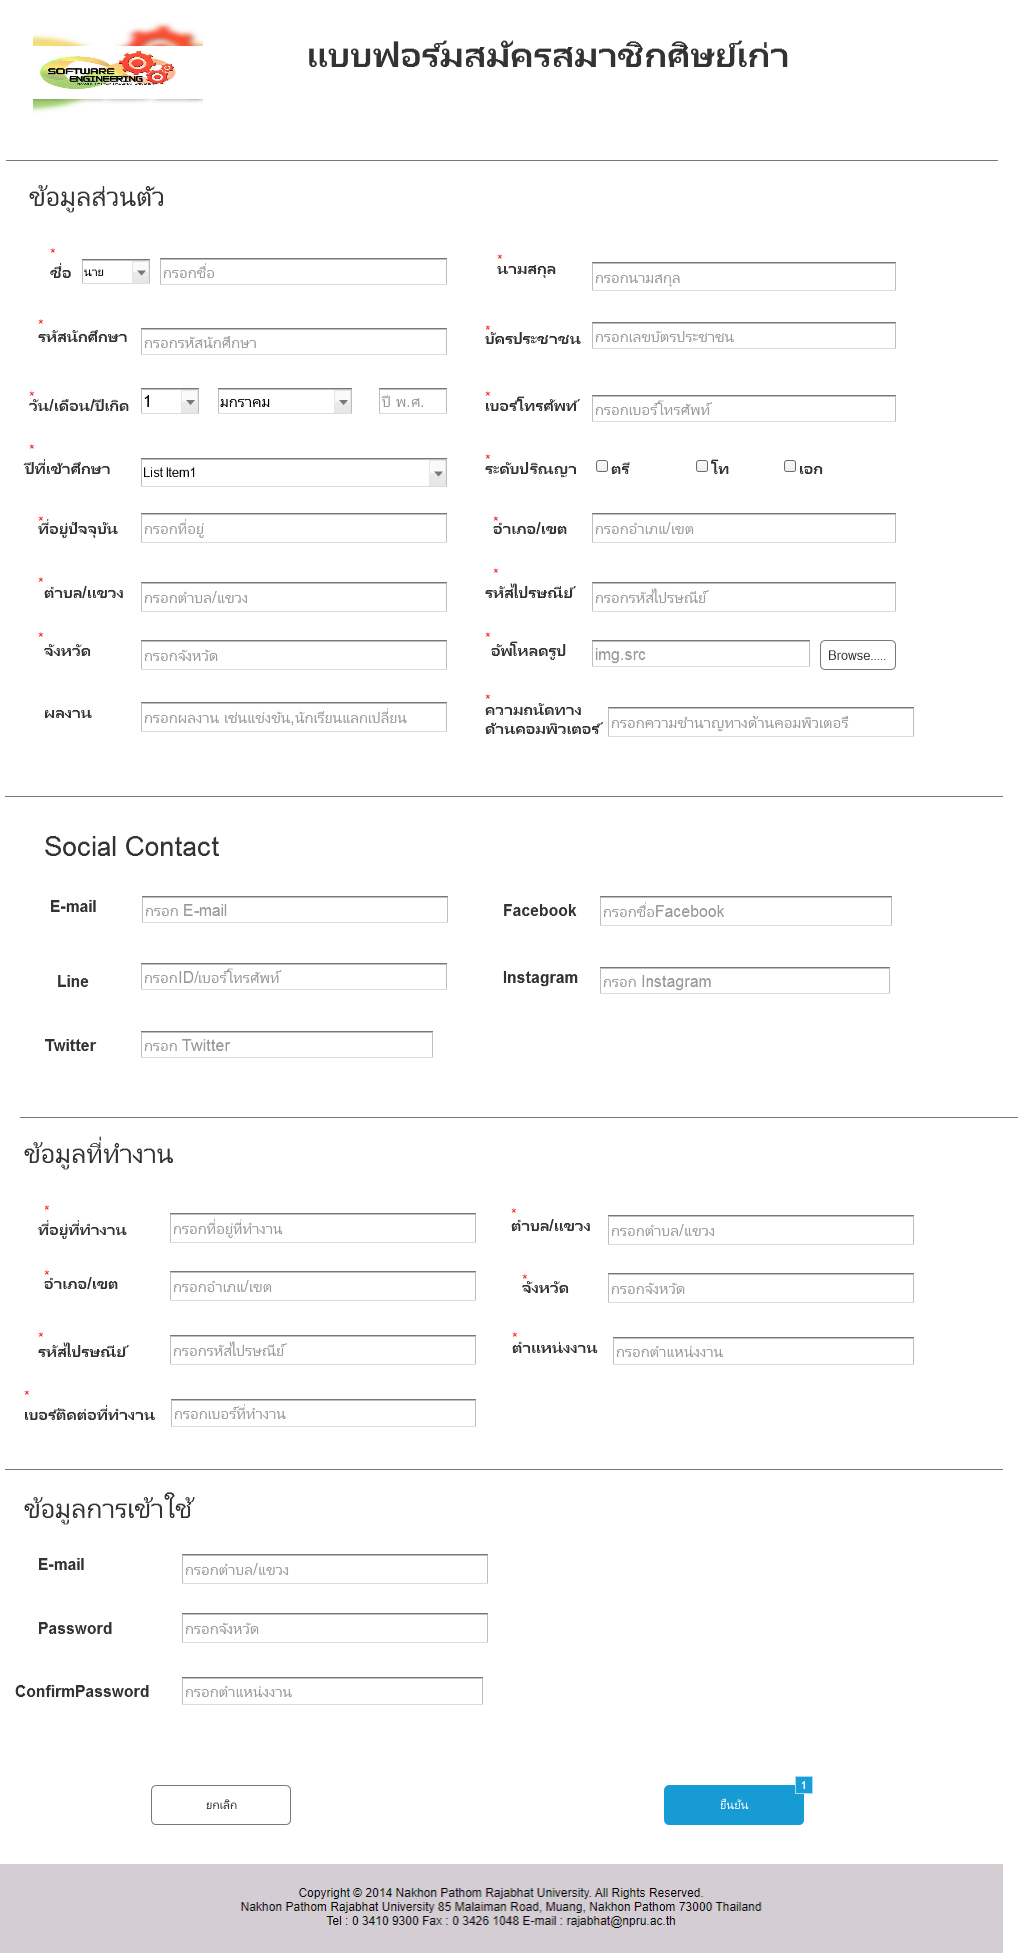 SOFTWARE
ENGINEERING
แบบฟอร์มสมัครสมาชิกศิษย์เก่า
ข้อมูลส่วนตัว
* ชื่อ นาย กรอกชื่อ * นามสกุล กรอกนามสกุล
* รหัสนักศึกษา กรอกรหัสนักศึกษา * บัครประชาชน กรอกเลขบัตรประชาชน
* วัน/เดือน/ปีเกิด 1 มกราคม ปี พ.ศ. * เบอร์โทรศัพท์ กรอกเบอร์โทรศัพท์
* ปีที่เข้าศึกษา List Item1 * ระดับปริณญา ตรี โท เอก
* ที่อยู่ปัจจุบัน กรอกที่อยู่ * อำเภอ/เขต กรอกอำเภแ/เขต
* ตำบล/แขวง กรอกตำบล/แขวง * รหัสไปรษณีย์ กรอกรหัสไปรษณีย์
* จังหวัด กรอกจังหวัด * อัพโหลดรูป img.src Browse.....
ผลงาน กรอกผลงาน เช่นแข่งขัน,นักเรียนแลกเปลี่ยน * ความถนัดทาง
ด้านคอมพิวเตอร์ กรอกความชำนาญทางด้านคอมพิวเตอรื
Social Contact
E-mail กรอก E-mail Facebook กรอกชื่อFacebook
Line กรอกID/เบอร์โทรศัพท์ Instagram กรอก Instagram
Twitter กรอก Twitter
ข้อมูลที่ทำงาน
* ที่อยู่ที่ทำงาน กรอกที่อยู่ที่ทำงาน * ตำบล/แขวง กรอกตำบล/แขวง
* อำเภอ/เขต กรอกอำเภแ/เขต * จังหวัด กรอกจังหวัด
* รหัสไปรษณีย์ กรอกรหัสไปรษณีย์ * ตำแหน่งงาน กรอกตำแหน่งงาน
* เบอร์ติดต่อที่ทำงาน กรอกเบอร์ที่ทำงาน
ข้อมูลการเข้าใช้
E-mail กรอกตำบล/แขวง
Password กรอกจังหวัด
ConfirmPassword กรอกตำแหน่งงาน
ยกเลิก ยืนยัน 1
Copyright © 2014 Nakhon Pathom Rajabhat University. All Rights Reserved.
Nakhon Pathom Rajabhat University 85 Malaiman Road, Muang, Nakhon Pathom 73000 Thailand
Tel : 0 3410 9300 Fax : 0 3426 1048 E-mail : rajabhat@npru.ac.th